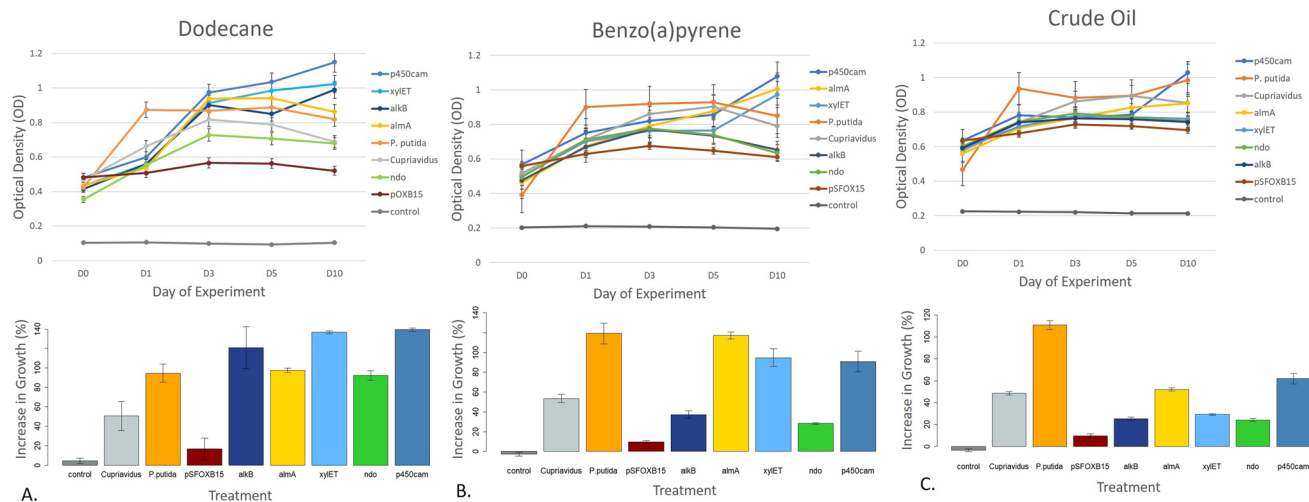 Dodecane
Optical Density (OD)
1.2
1
0.8
0.6
0.4
0.2
0
D0 D1 D3 D5 D10
Day of Experiment
p450cam
xylET
alkB
almA
P. putida
Cupriavidus
ndo
pOXB15
control
Benzo(a)pyrene
Optical Density (OD)
1.2
1
0.8
0.6
0.4
0.2
0
D0 D1 D3 D5 D10
Day of Experiment
p450cam
almA
xylET
P.putida
Cupriavidus
alkB
ndo
pSFOX15
control
Crude Oil
Optical Density (OD)
1.2
1
0.8
0.6
0.4
0.2
0
D0 D1 D3 D5 D10
Day of Experiment
p450cam
P. putida
Cupriavidus
almA
xylET
ndo
alkB
pSFOX15
control
Increase in Growth (%)
140
120
100
80
60
40
20
0
control Cupriavidus P.putida pSFOXB15 alkB almA xylET ndo p450cam
Treatment
A.
Increase in Growth (%)
140
120
100
80
60
40
20
0
control Cupriavidus P.putida pSFOXB15 alkB almA xylET ndo p450cam
Treatment
B.
Increase in Growth (%)
120
100
80
60
40
20
0
control Cupriavidus P.putida pSFOXB15 alkB almA xylET ndo p450cam
Treatment
C.